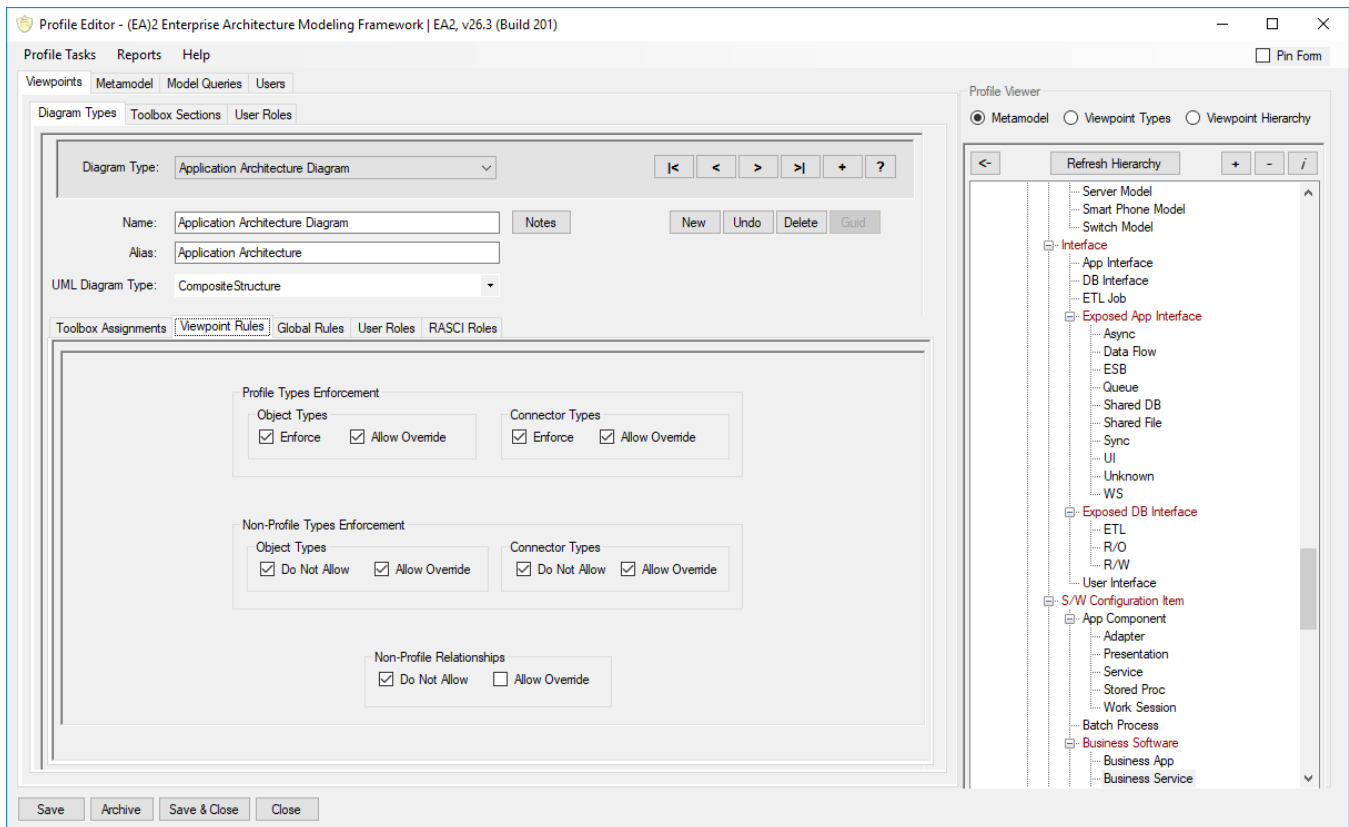 Profile Editor - (EA)2 Enterprise Architecture Modeling Framework | EA2, v26.3 (Build 201)
Profile Tasks Reports Help
Pin Form
Viewpoints Metamodel Model Queries Users
Diagram Types Toolbox Sections User Roles
Diagram Type: Application Architecture Diagram |< < > >| + ?
Name: Application Architecture Diagram Notes New Undo Delete Guid
Alias: Application Architecture
UML Diagram Type: CompositeStructure
Toolbox Assignments Viewpoint Rules Global Rules User Roles RASCI Roles
Profile Types Enforcement
Object Types Connector Types
Enforce Allow Override Enforce Allow Override
Non-Profile Types Enforcement
Object Types Connector Types
Do Not Allow Allow Override Do Not Allow Allow Override
Non-Profile Relationships
Do Not Allow Allow Override
Profile Viewer
Metamodel Viewpoint Types Viewpoint Hierarchy
<- Refresh Hierarchy + - i
Server Model
Smart Phone Model
Switch Model
Interface
App Interface
DB Interface
ETL Job
Exposed App Interface
Async
Data Flow
ESB
Queue
Shared DB
Shared File
Sync
UI
Unknown
WS
Exposed DB Interface
ETL
R/O
R/W
User Interface
S/W Configuration Item
App Component
Adapter
Presentation
Service
Stored Proc
Work Session
Batch Process
Business Software
Business App
Business Service
Save Archive Save & Close Close